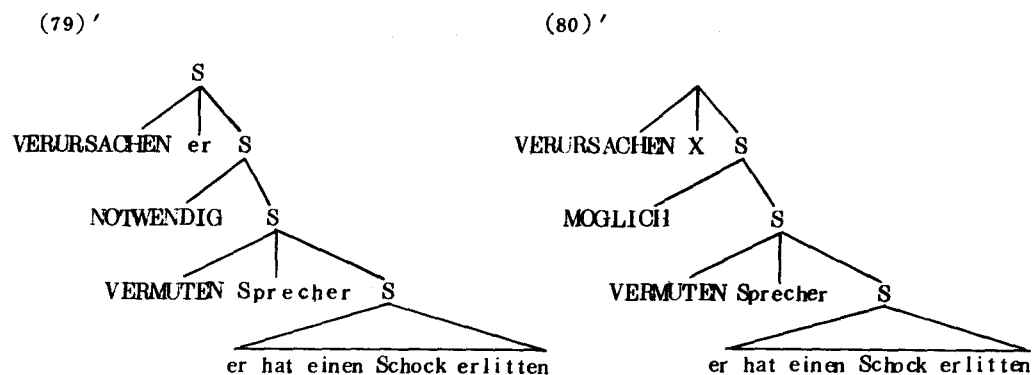 (79)′ (80)′
S
VERURSACHEN er S VERURSACHEN X S
NOTWENDIG S MOGLICH S
VERMUTEN Sprecher S VERMUTEN Sprecher S
er hat einen Schock erlitten er hat einen Schock erlitten